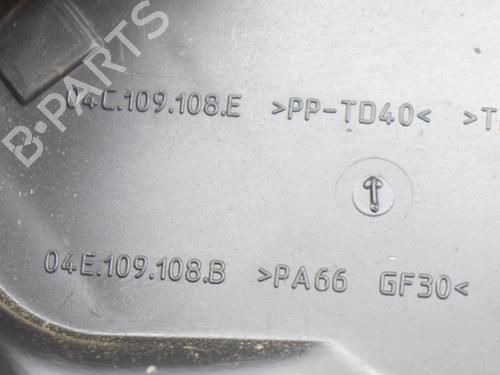 B-PARTS
04C.109.108.E >PP-TD40< >T
04E.109.108.B >PA66 GF30<